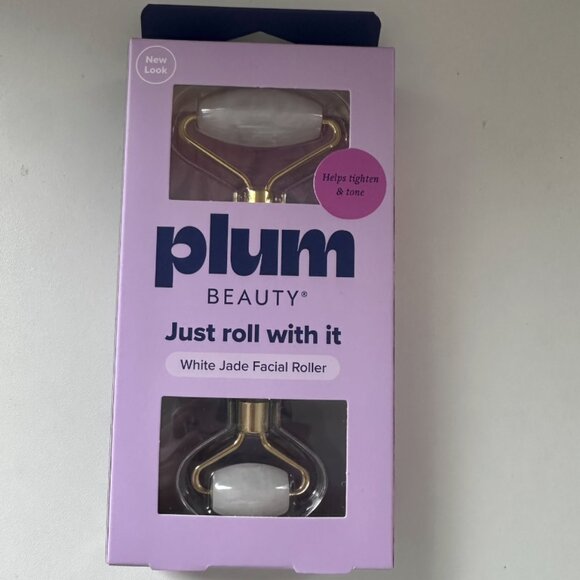 New
Look
Helps tighten
& tone
plum
BEAUTY®
Just roll with it
White Jade Facial Roller